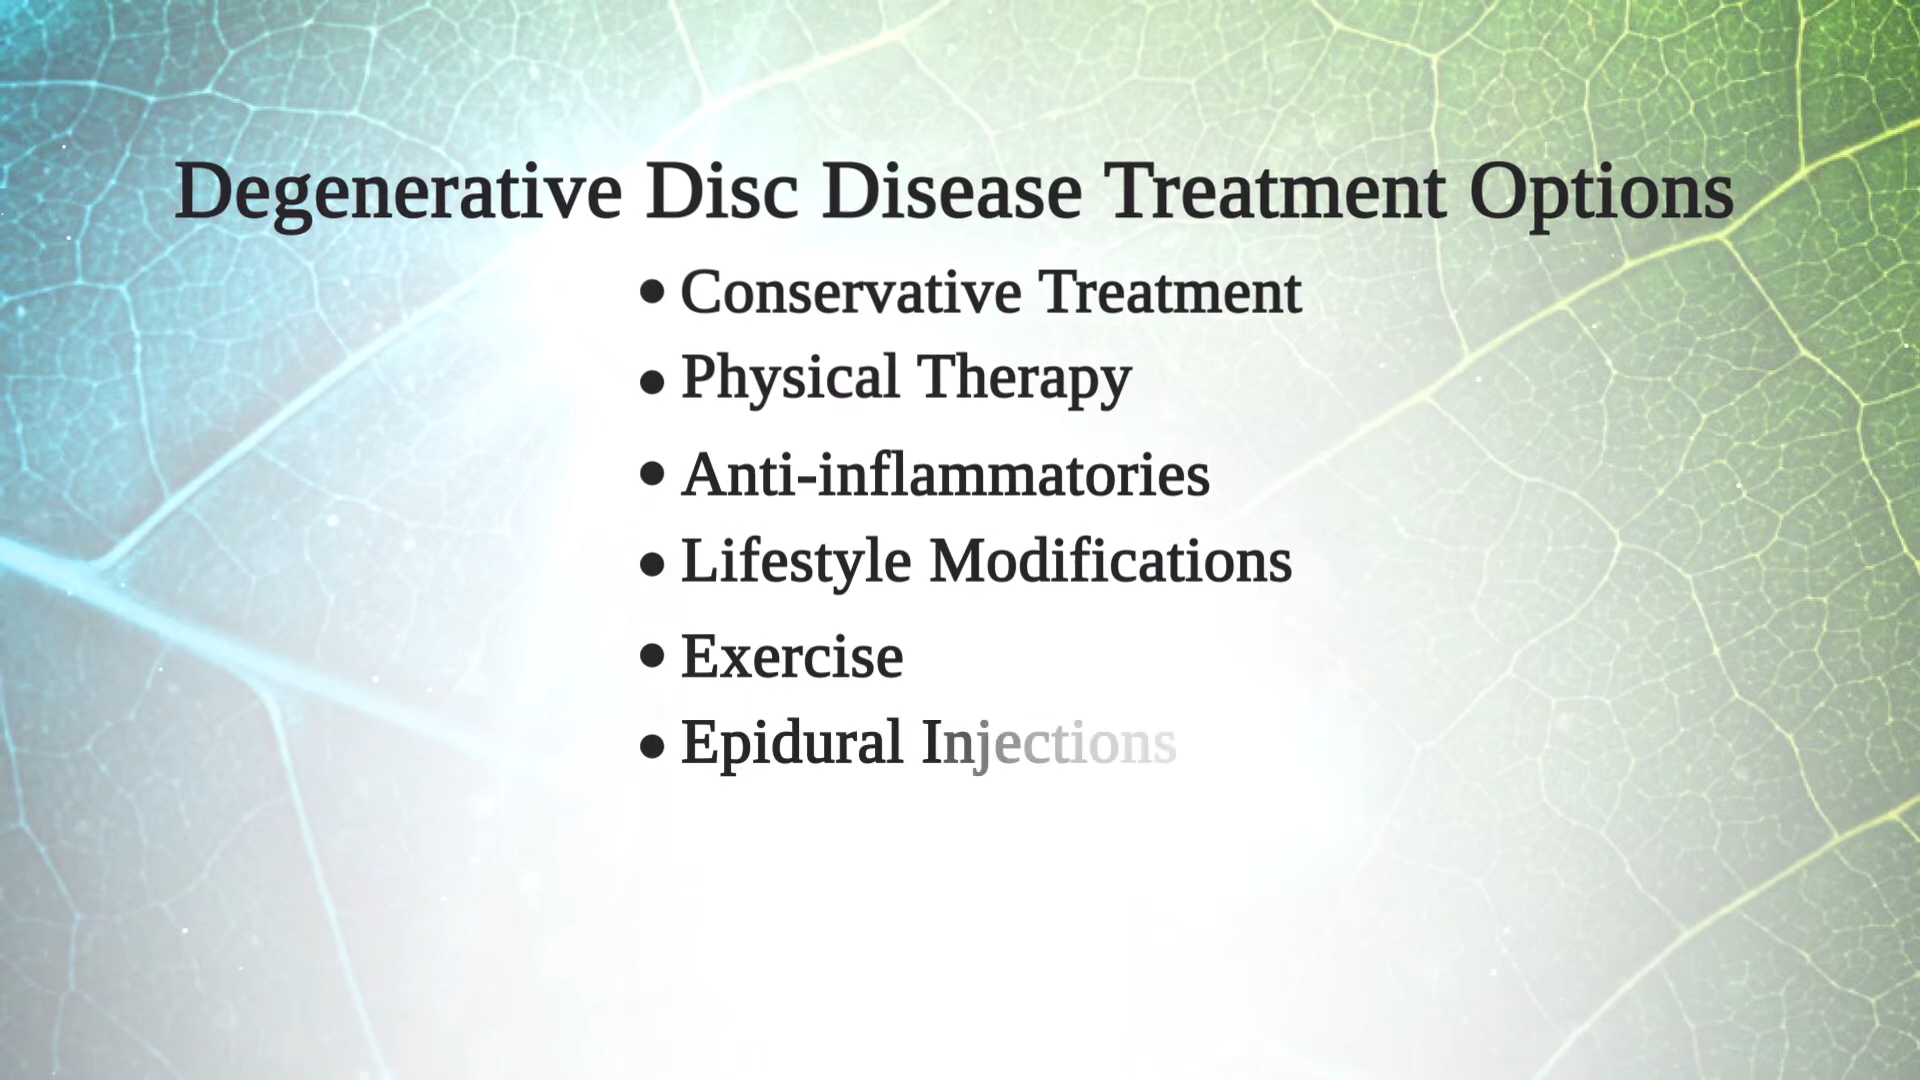 Degenerative Disc Disease Treatment Options
• Conservative Treatment
• Physical Therapy
• Anti-inflammatories
• Lifestyle Modifications
• Exercise
• Epidural Injections